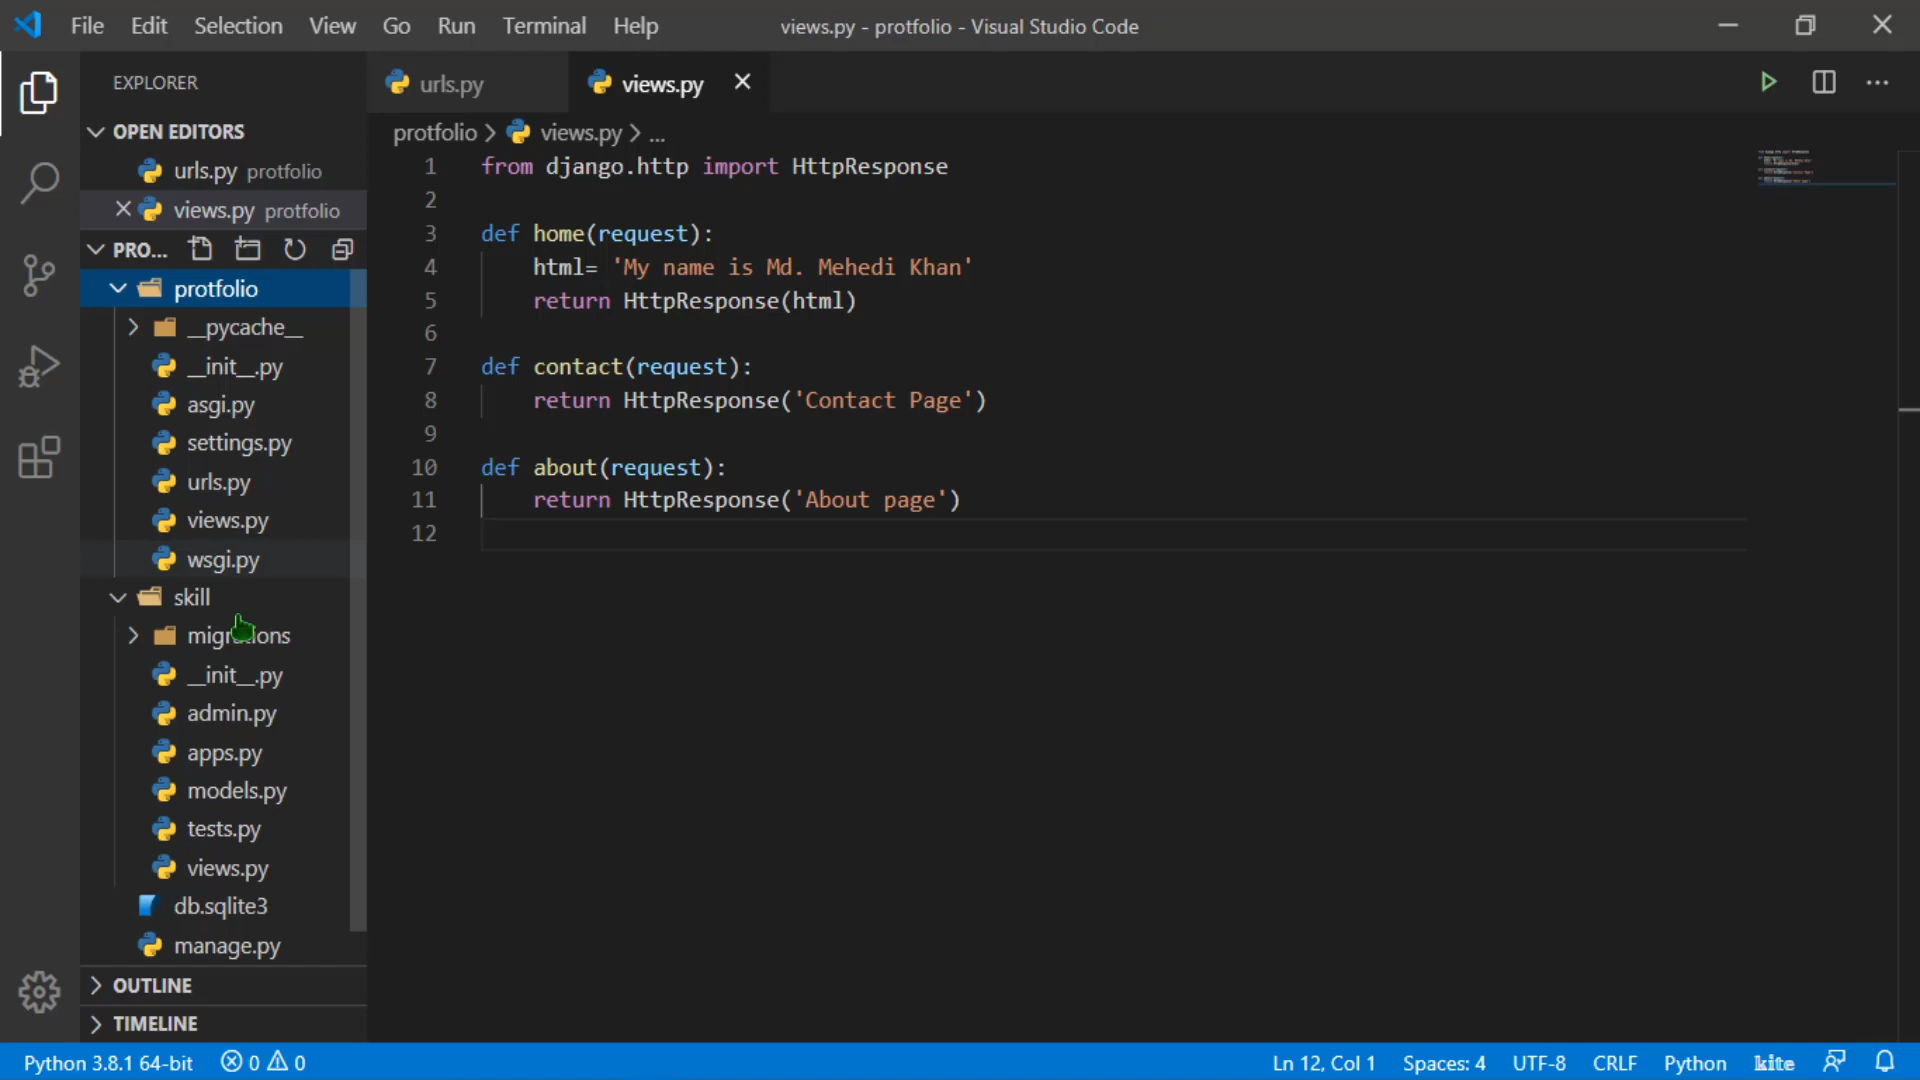 File Edit Selection View Go Run Terminal Help views.py - protfolio - Visual Studio Code
EXPLORER
OPEN EDITORS
urls.py protfolio
views.py protfolio
PRO...
protfolio
__pycache__
__init__.py
asgi.py
settings.py
urls.py
views.py
wsgi.py
skill
migrations
__init__.py
admin.py
apps.py
models.py
tests.py
views.py
db.sqlite3
manage.py
OUTLINE
TIMELINE
urls.py views.py
protfolio > views.py > ...
1 from django.http import HttpResponse
2
3 def home(request):
4     html= 'My name is Md. Mehedi Khan'
5     return HttpResponse(html)
6
7 def contact(request):
8     return HttpResponse('Contact Page')
9
10 def about(request):
11     return HttpResponse('About page')
12
Python 3.8.1 64-bit 0 0 Ln 12, Col 1 Spaces: 4 UTF-8 CRLF Python kite